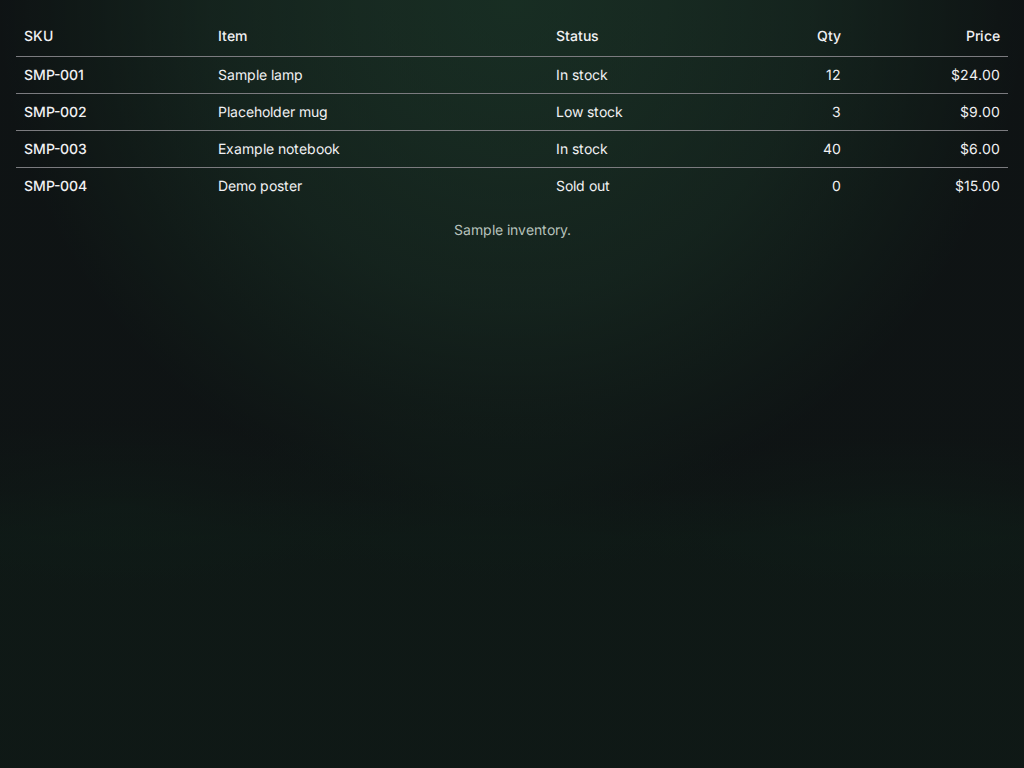 SKU Item Status Qty Price
SMP-001 Sample lamp In stock 12 $24.00
SMP-002 Placeholder mug Low stock 3 $9.00
SMP-003 Example notebook In stock 40 $6.00
SMP-004 Demo poster Sold out 0 $15.00
Sample inventory.